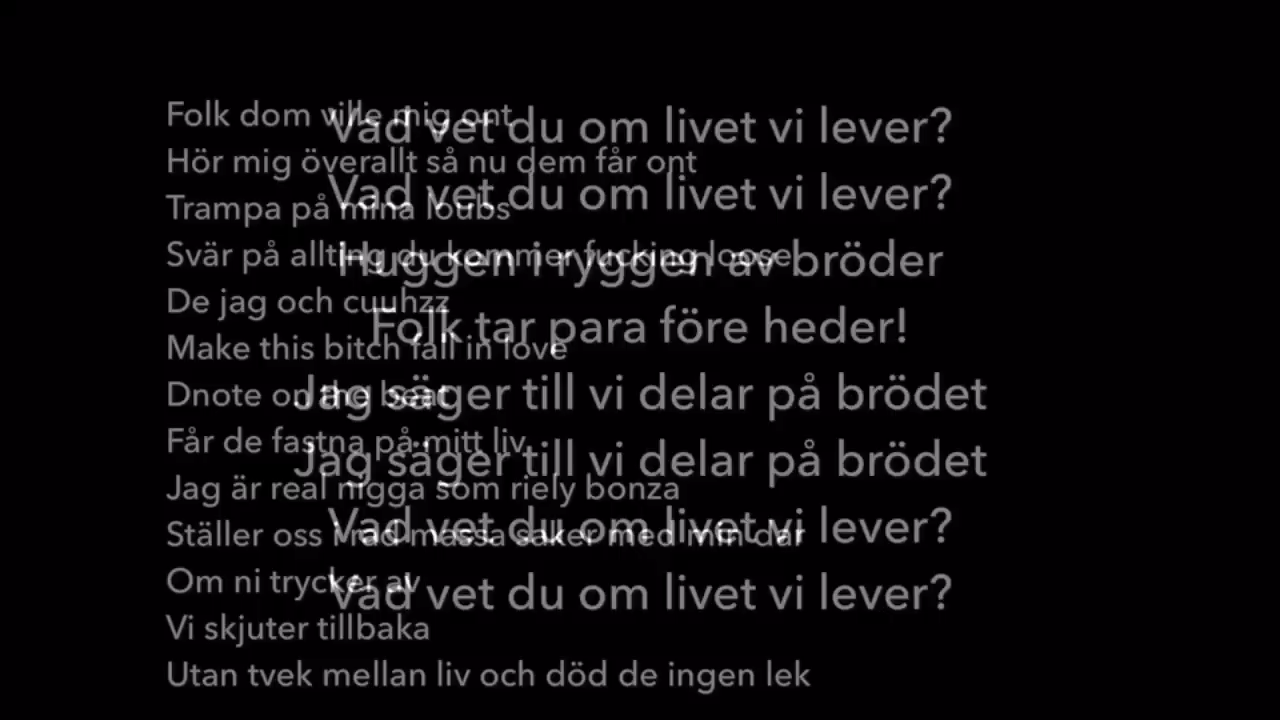 Folk dom ville mig ont
Hör mig överallt så nu dem får ont
Trampa på mina loubs
Svär på allting du kommer fucking loose
De jag och cuuhzz
Make this bitch fall in love
Dnote on the beat
Får de fastna på mitt liv
Jag är real nigga som riely bonza
Ställer oss i rad massa saker med min där
Om ni trycker av
Vi skjuter tillbaka
Utan tvek mellan liv och död de ingen lek
Vad vet du om livet vi lever?
Vad vet du om livet vi lever?
Huggen i ryggen av bröder
Folk tar para före heder!
Jag säger till vi delar på brödet
Jag säger till vi delar på brödet
Vad vet du om livet vi lever?
Vad vet du om livet vi lever?